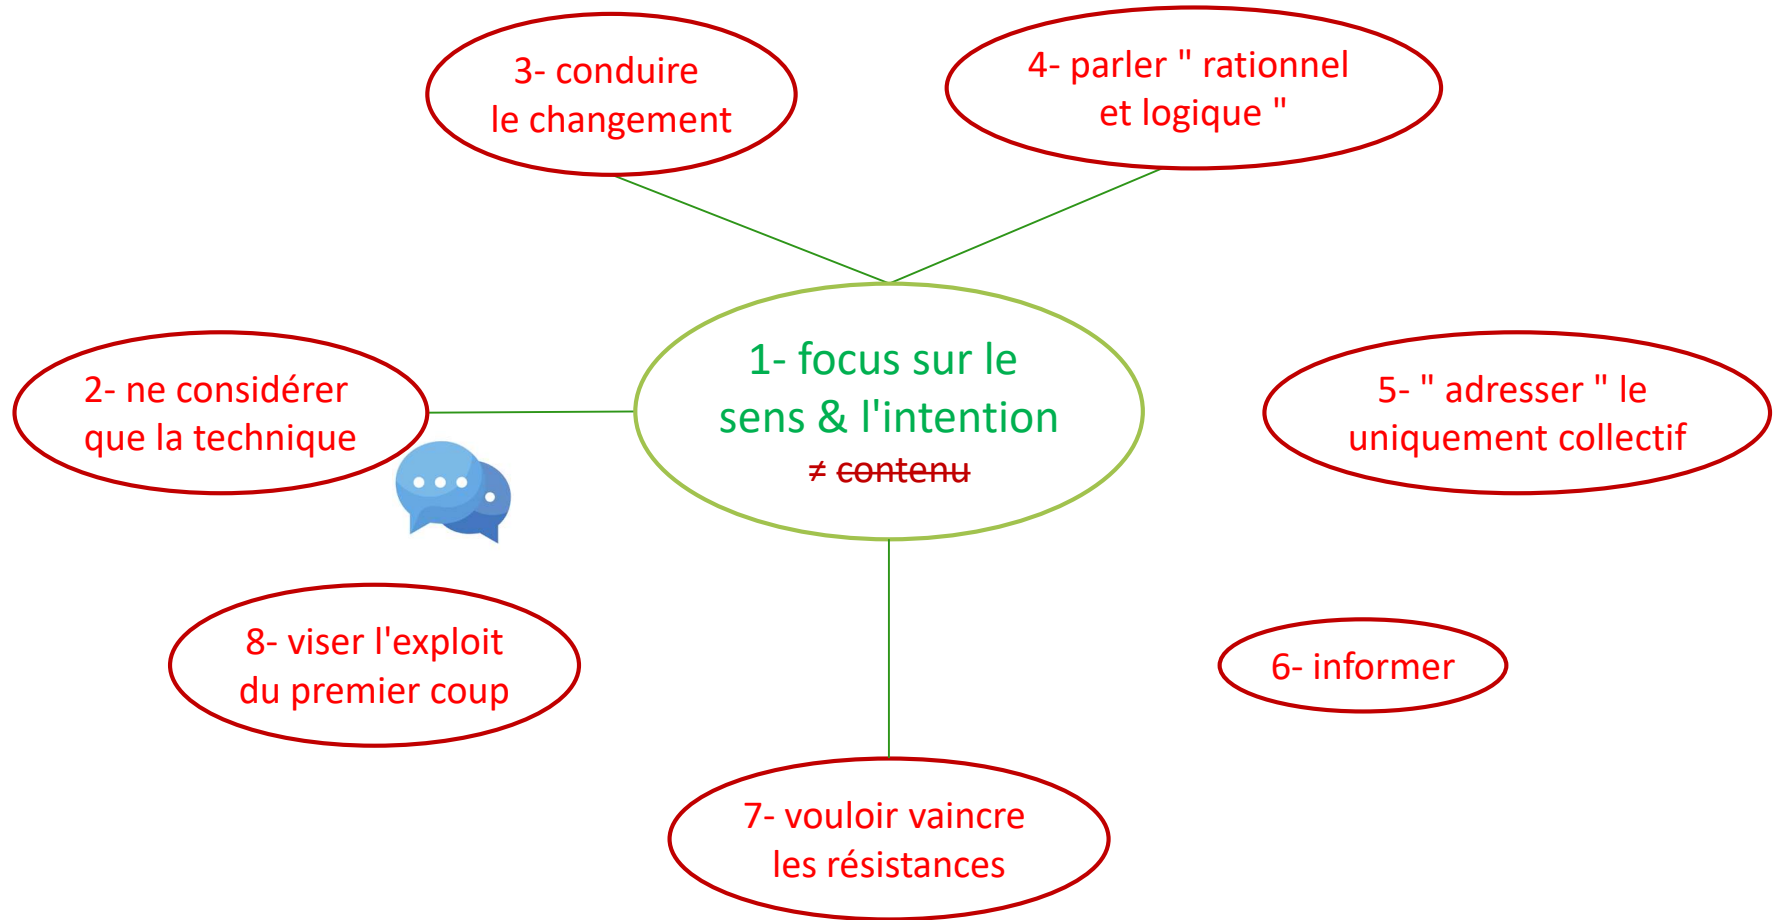 3- conduire
le changement
4- parler " rationnel
et logique "
1- focus sur le
sens & l'intention
≠ contenu
2- ne considérer
que la technique
5- " adresser " le
uniquement collectif
8- viser l'exploit
du premier coup
6- informer
7- vouloir vaincre
les résistances